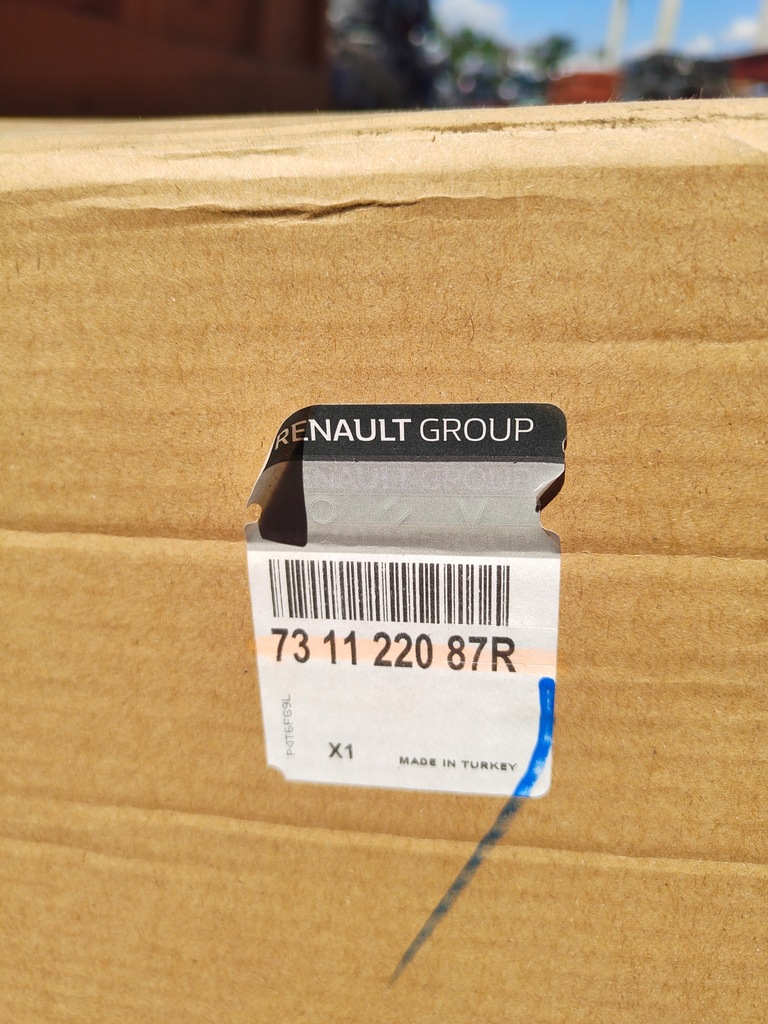 RENAULT GROUP
73 11 220 87R
X1
MADE IN TURKEY